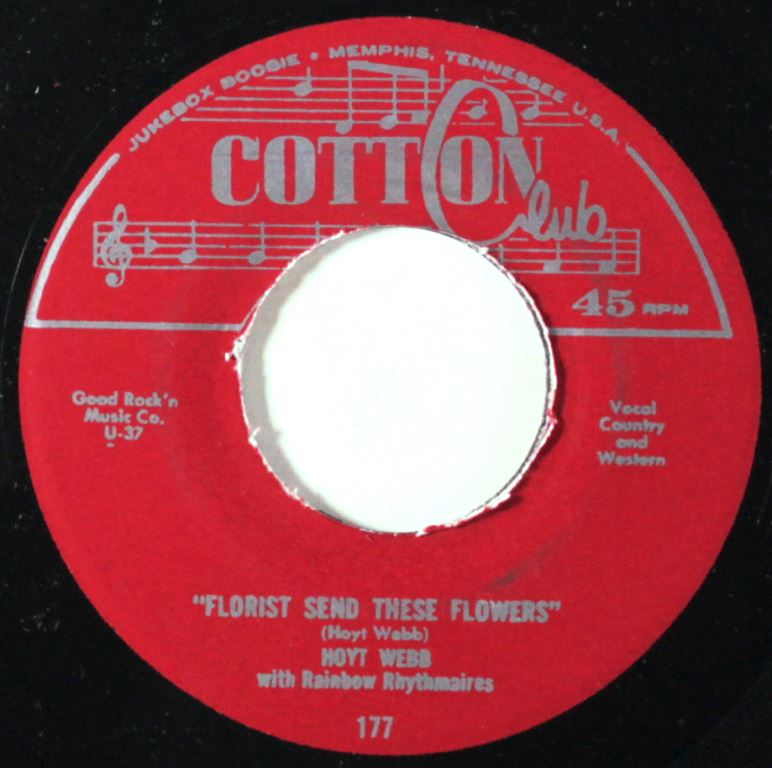 JUKEBOX BOOGIE • MEMPHIS, TENNESSEE U.S.A.
COTTON Club
45 RPM
Good Rock'n
Music Co.
U-37
Vocal
Country
and
Western
"FLORIST SEND THESE FLOWERS"
(Hoyt Webb)
HOYT WEBB
with Rainbow Rhythmaires
177